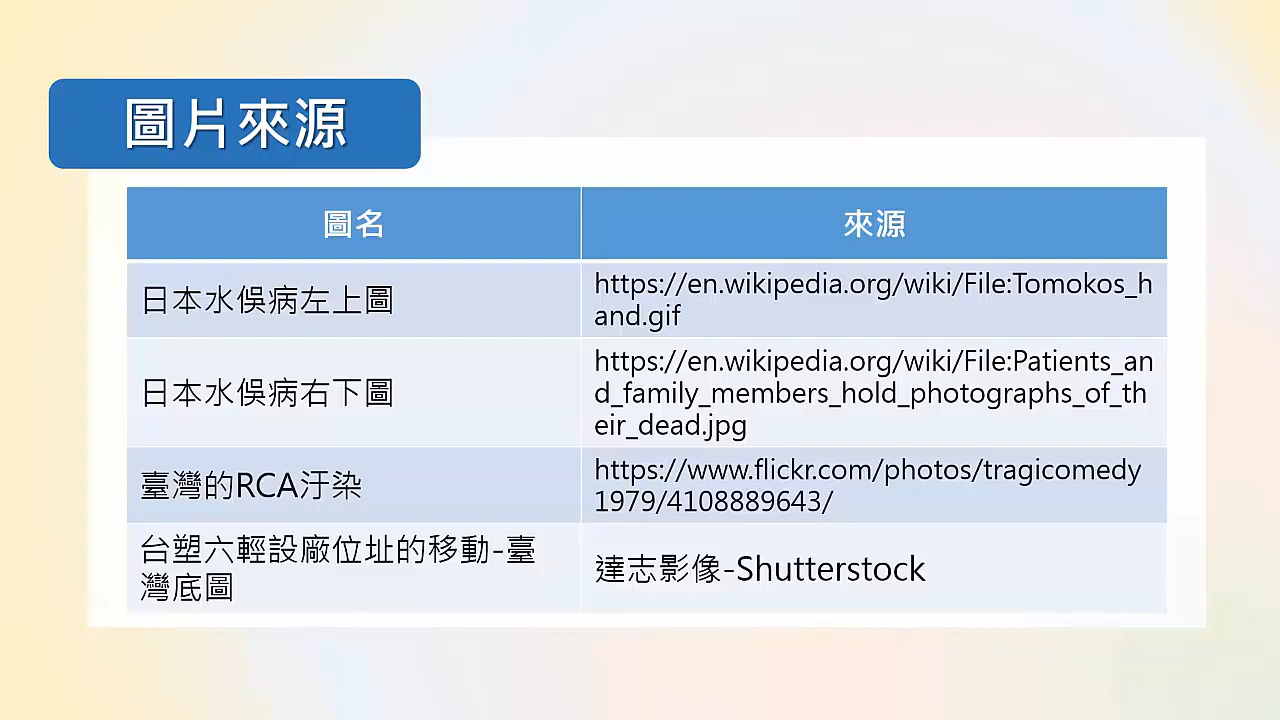 圖片來源
圖名
來源
日本水俁病左上圖
https://en.wikipedia.org/wiki/File:Tomokos_h
and.gif
日本水俁病右下圖
https://en.wikipedia.org/wiki/File:Patients_an
d_family_members_hold_photographs_of_th
eir_dead.jpg
臺灣的RCA汙染
https://www.flickr.com/photos/tragicomedy
1979/4108889643/
台塑六輕設廠位址的移動-臺
灣底圖
達志影像-Shutterstock